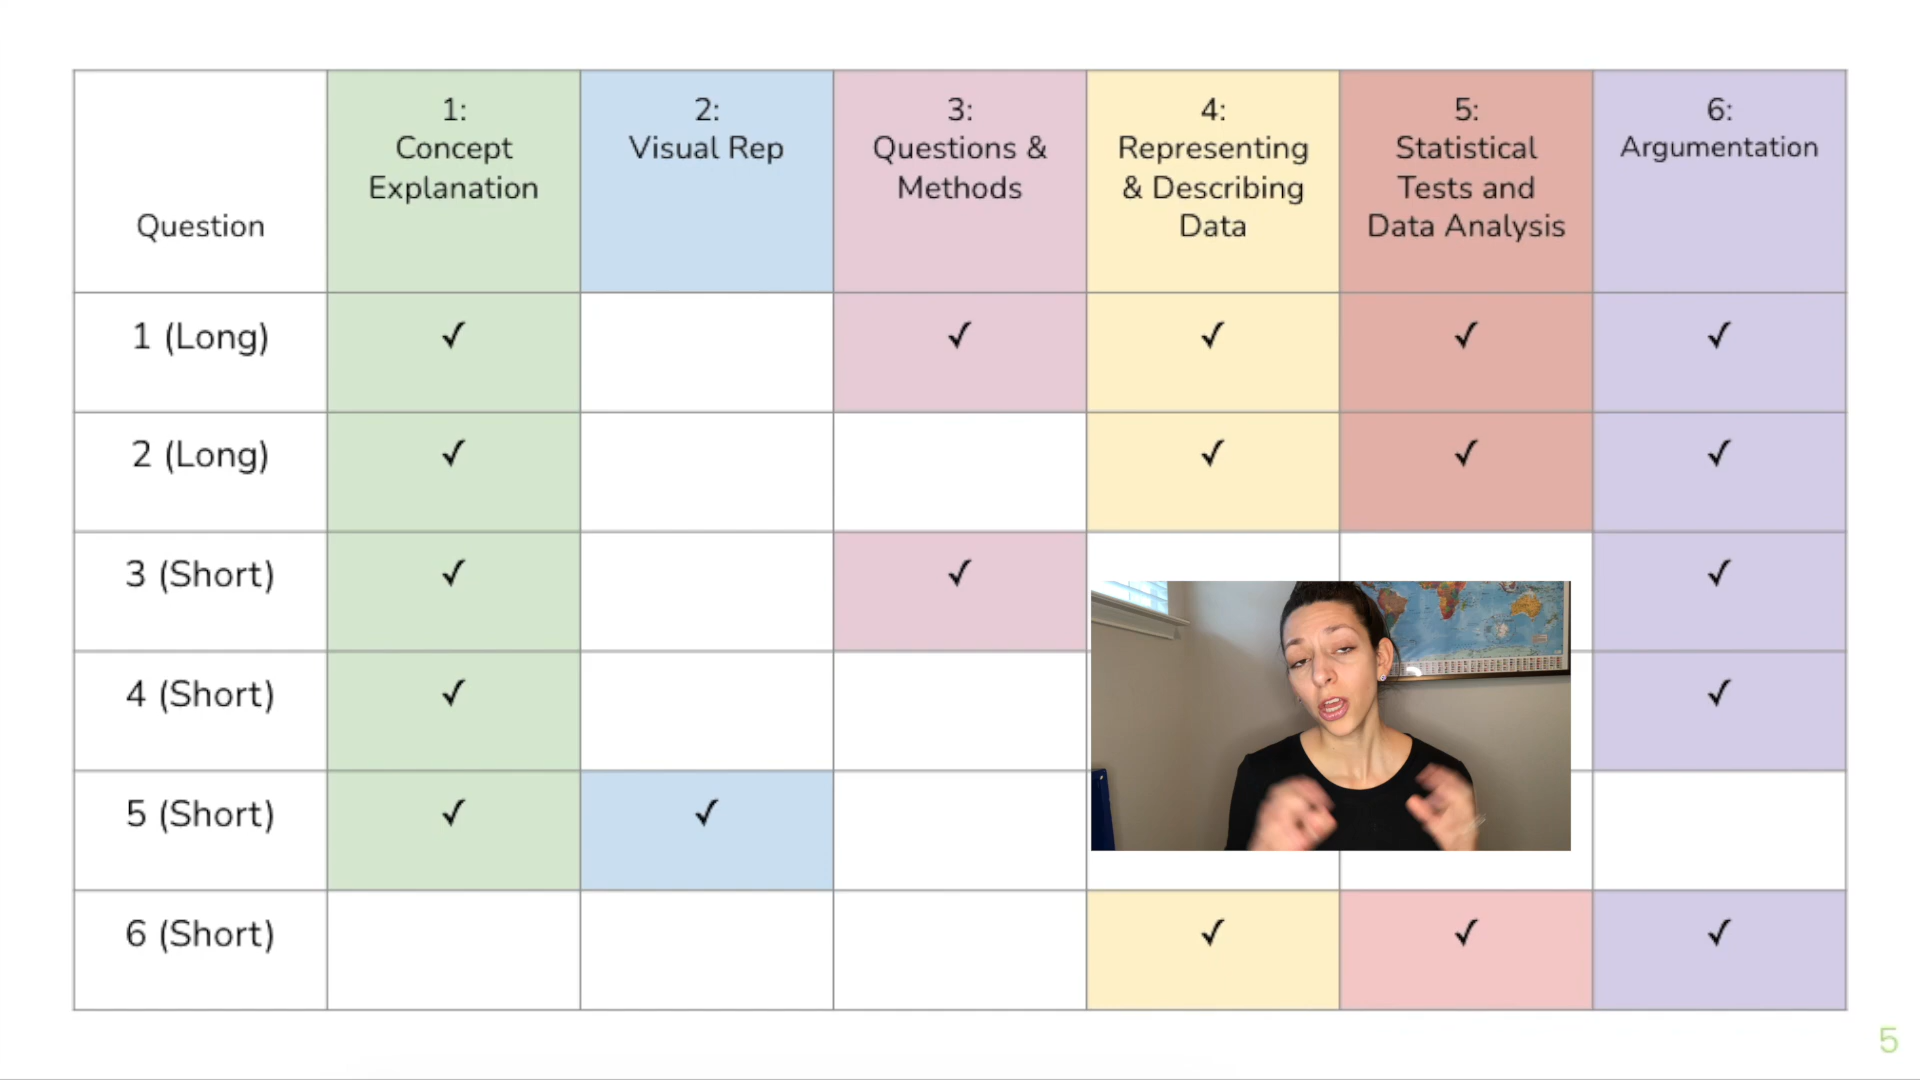 Question
1:
Concept
Explanation
2:
Visual Rep
3:
Questions &
Methods
4:
Representing
& Describing
Data
5:
Statistical
Tests and
Data Analysis
6:
Argumentation
1 (Long) ✓ ✓ ✓ ✓ ✓
2 (Long) ✓ ✓ ✓ ✓
3 (Short) ✓ ✓ ✓
4 (Short) ✓ ✓
5 (Short) ✓ ✓
6 (Short) ✓ ✓ ✓
5